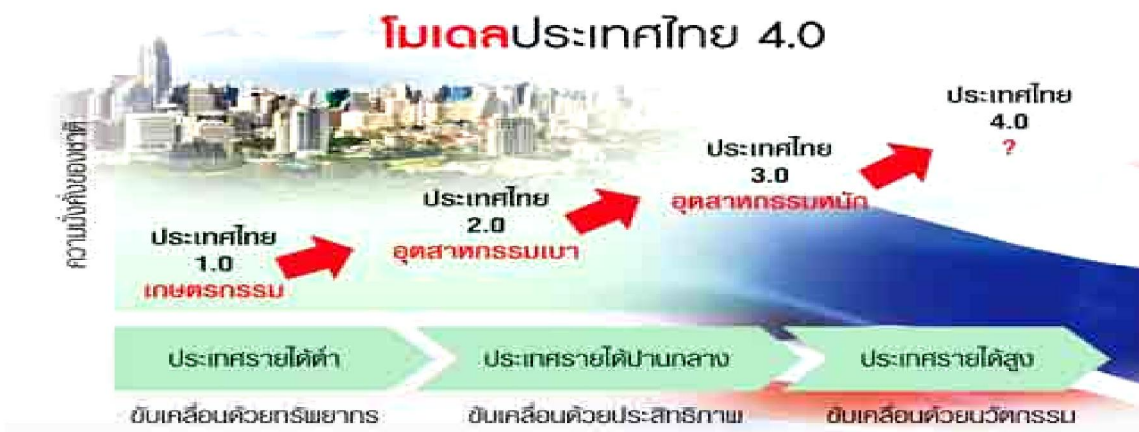 โมเดลประเทศไทย 4.0
ความมั่งคั่งของชาติ
ประเทศไทย
1.0
เกษตรกรรม
ประเทศไทย
2.0
อุตสาหกรรมเบา
ประเทศไทย
3.0
อุตสาหกรรมหนัก
ประเทศไทย
4.0
?
ประเทศรายได้ต่ำ
ประเทศรายได้ปานกลาง
ประเทศรายได้สูง
ขับเคลื่อนด้วยทรัพยากร
ขับเคลื่อนด้วยประสิทธิภาพ
ขับเคลื่อนด้วยนวัตกรรม